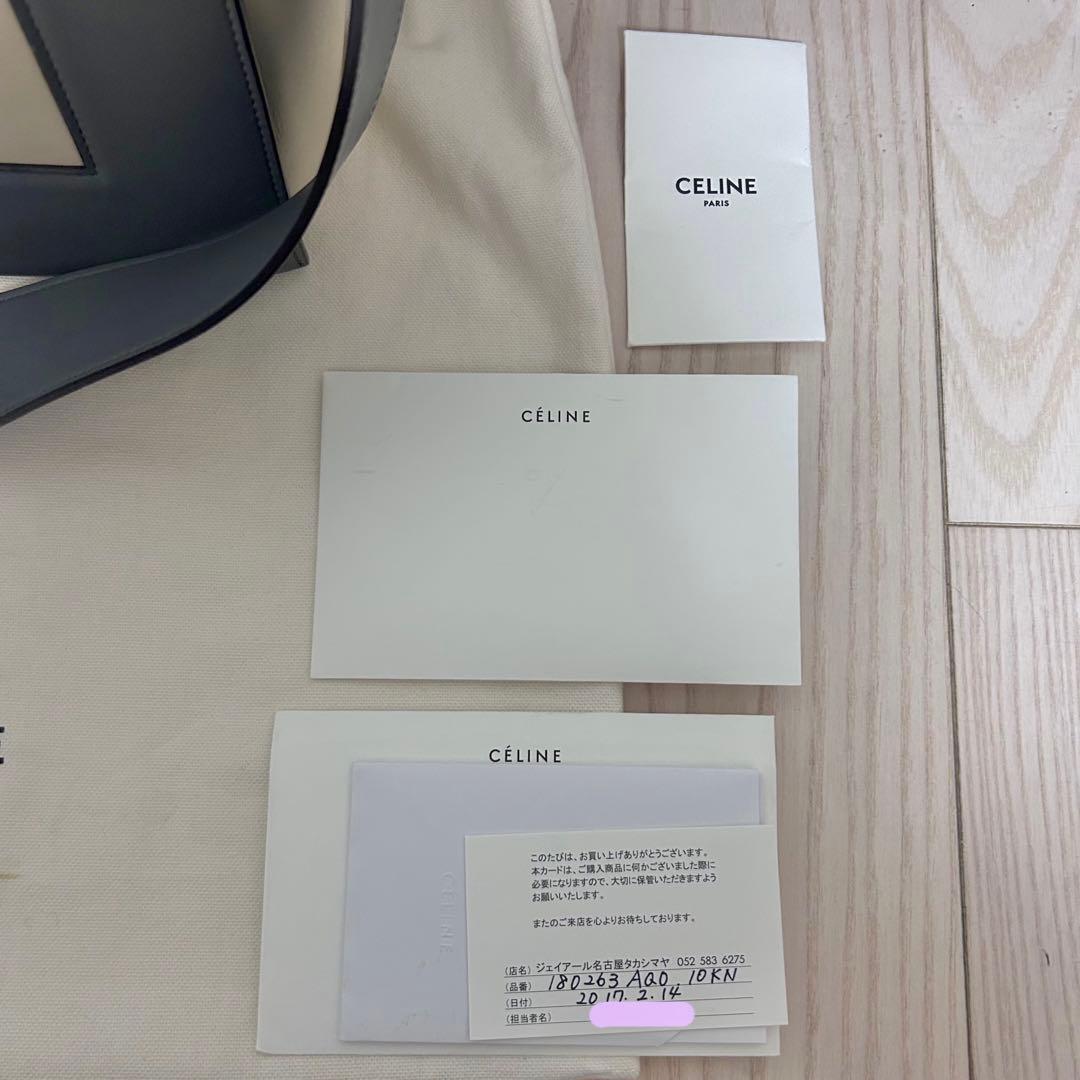 CELINE
PARIS
CÉLINE
E
CÉLINE
CELINE
このたびは、お買い上げありがとうございます。
本カードは、ご購入商品に何かございました際に
必要になりますので、大切に保管いただきますよう
お願いいたします。
またのご来店を心よりお待ちしております。
(店名) ジェイアール名古屋タカシマヤ 052 583 6275
(品番) 180263 AQO 10KN
(日付) 2017. 2. 14
(担当者名)